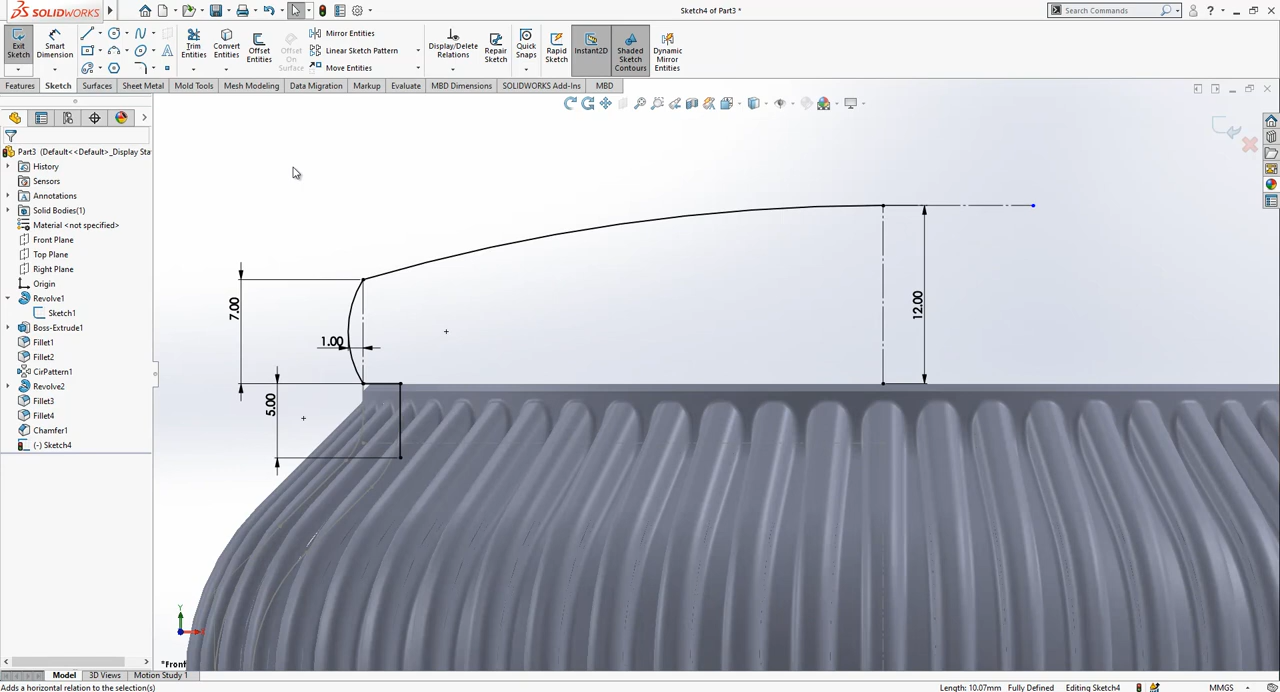 SOLIDWORKS
Sketch4 of Part3 *
Search Commands
Exit Sketch
Smart Dimension
Trim Entities
Convert Entities
Offset Entities
Offset On Surface
Mirror Entities
Linear Sketch Pattern
Move Entities
Display/Delete Relations
Repair Sketch
Quick Snaps
Rapid Sketch
Instant2D
Shaded Sketch Contours
Dynamic Mirror Entities
Features
Sketch
Surfaces
Sheet Metal
Mold Tools
Mesh Modeling
Data Migration
Markup
Evaluate
MBD Dimensions
SOLIDWORKS Add-Ins
MBD
Part3 (Default<<Default>_Display Sta
History
Sensors
Annotations
Solid Bodies(1)
Material <not specified>
Front Plane
Top Plane
Right Plane
Origin
Revolve1
Sketch1
Boss-Extrude1
Fillet1
Fillet2
CirPattern1
Revolve2
Fillet3
Fillet4
Chamfer1
(-) Sketch4
7.00
1.00
5.00
12.00
Y
*Front
Model
3D Views
Motion Study 1
Adds a horizontal relation to the selection(s)
Length: 10.07mm
Fully Defined
Editing Sketch4
MMGS